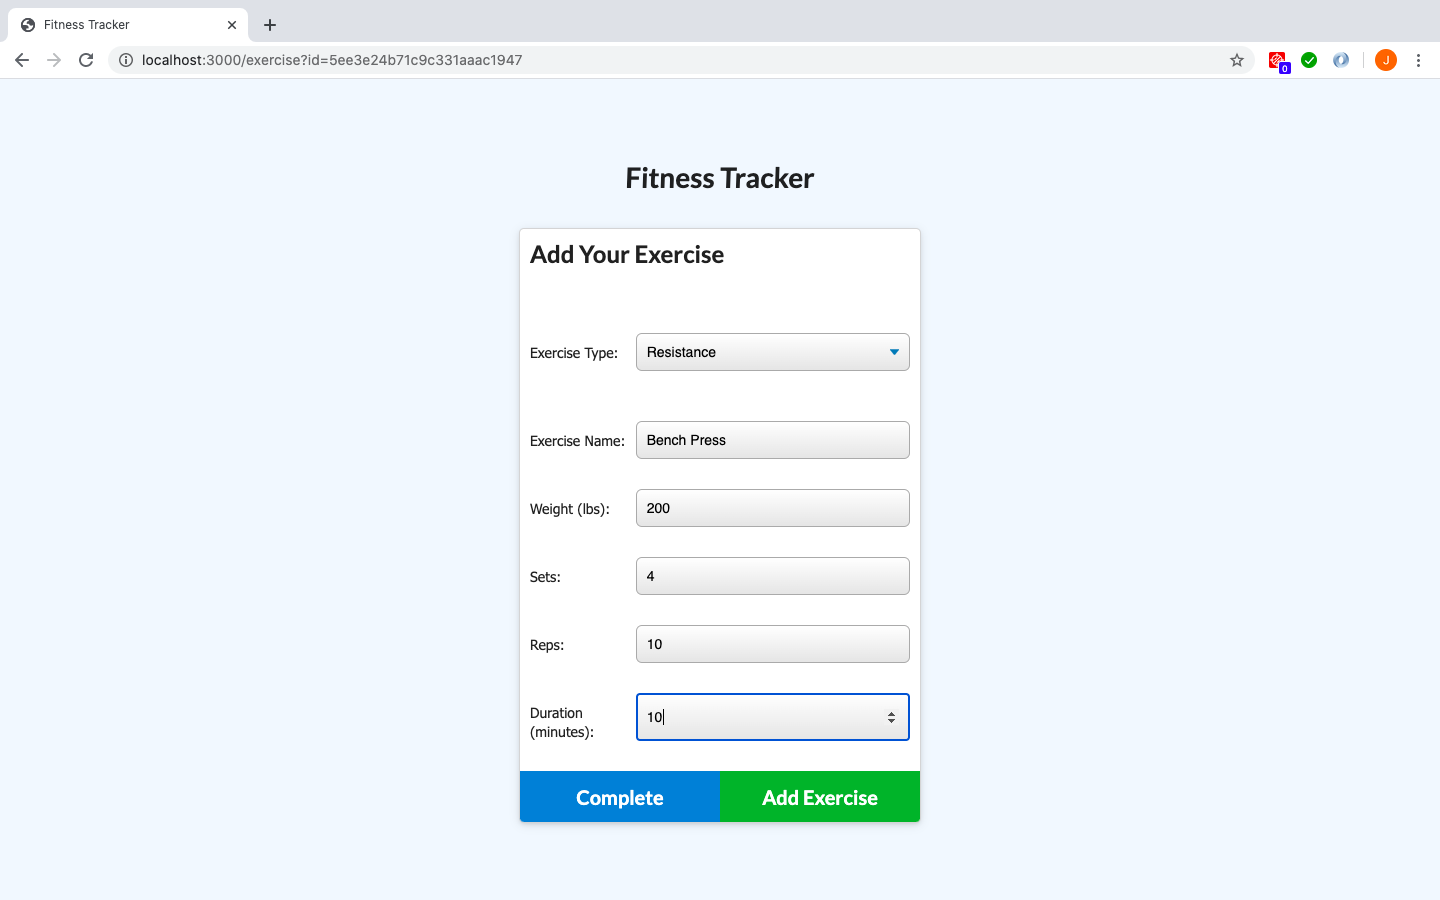 Fitness Tracker
localhost:3000/exercise?id=5ee3e24b71c9c331aaac1947
0
J
Fitness Tracker
Add Your Exercise
Exercise Type: Resistance
Exercise Name: Bench Press
Weight (lbs): 200
Sets: 4
Reps: 10
Duration
(minutes): 10
Complete Add Exercise